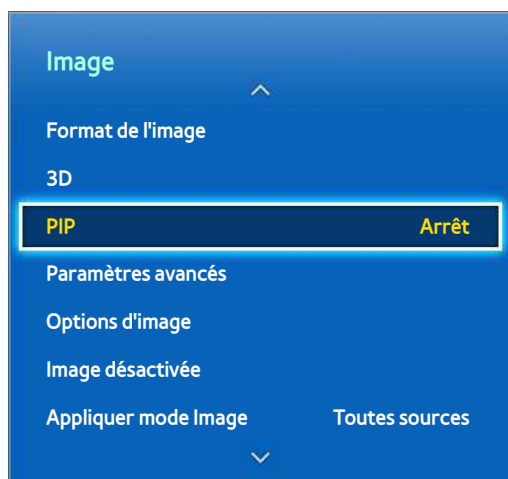 Image
Format de l'image
3D
PIP Arrêt
Paramètres avancés
Options d'image
Image désactivée
Appliquer mode Image Toutes sources